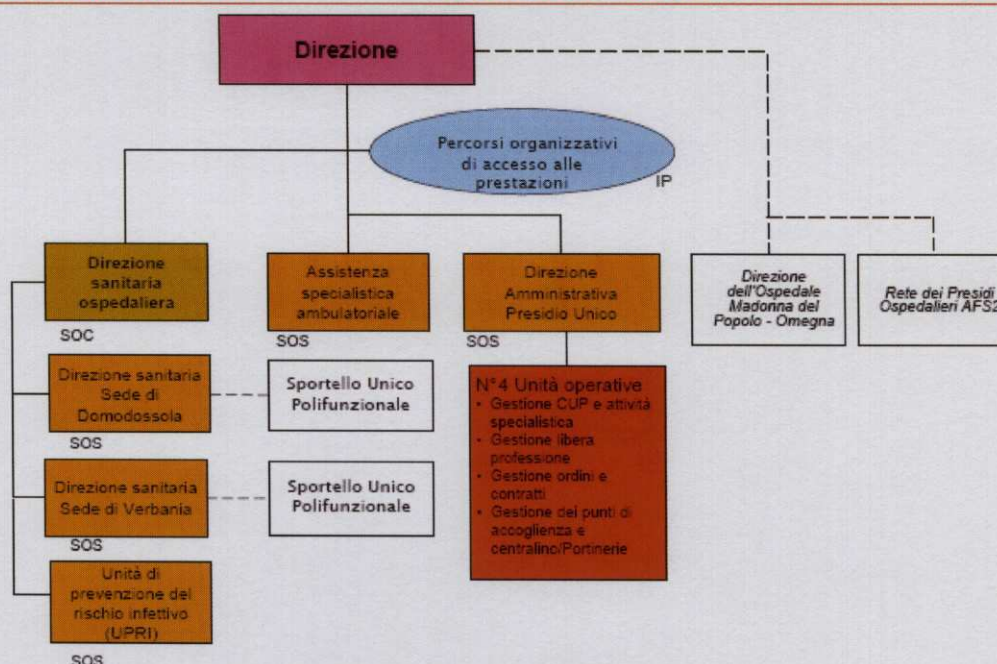 Direzione
Percorsi organizzativi
di accesso alle
prestazioni
IP
Direzione
sanitaria
ospedaliera
SOC
Assistenza
specialistica
ambulatoriale
SOS
Direzione
Amministrativa
Presidio Unico
SOS
Direzione
dell'Ospedale
Madonna del
Popolo - Omegna
Rete dei Presidi
Ospedalieri
Direzione sanitaria
Sede di
Domodossola
SOS
Sportello Unico
Polifunzionale
N°4 Unità operative
• Gestione CUP e attività
specialistica
• Gestione libera
professione
• Gestione ordini e
contratti
• Gestione dei punti di
accoglienza e
centralino/Portinerie
Direzione sanitaria
Sede di Verbania
SOS
Sportello Unico
Polifunzionale
Unità di
prevenzione del
rischio infettivo
(UPRI)
SOS